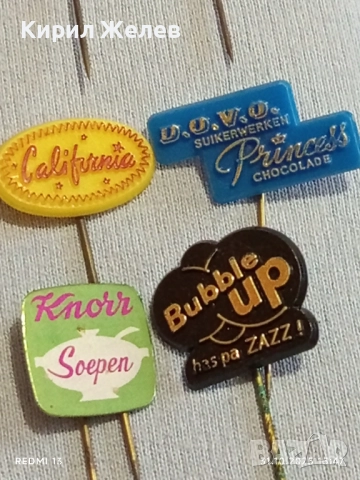 Кирил Желев
California
D.O.V.O.
SUIKERWERKEN
Princess
CHOCOLADE
Knorr
Soepen
Bubble
up
has pa ZAZZ!
REDMI 13